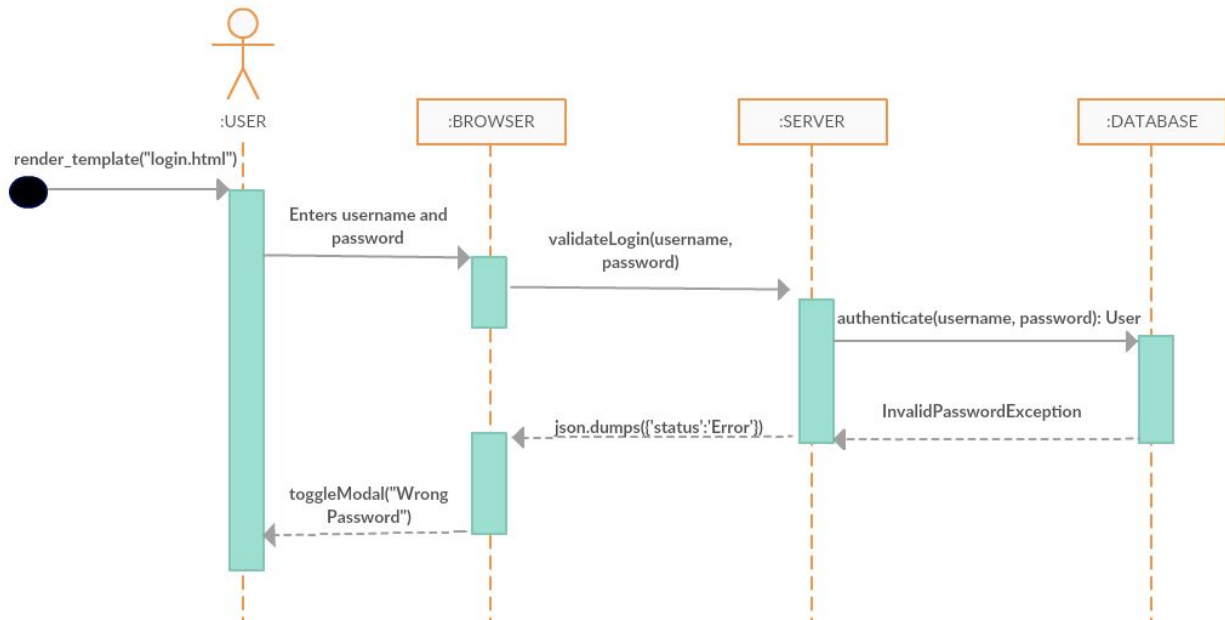 :USER
:BROWSER
:SERVER
:DATABASE
render_template("login.html")
Enters username and
password
validateLogin(username,
password)
authenticate(username, password): User
InvalidPasswordException
json.dumps({'status':'Error'})
toggleModal("Wrong
Password")